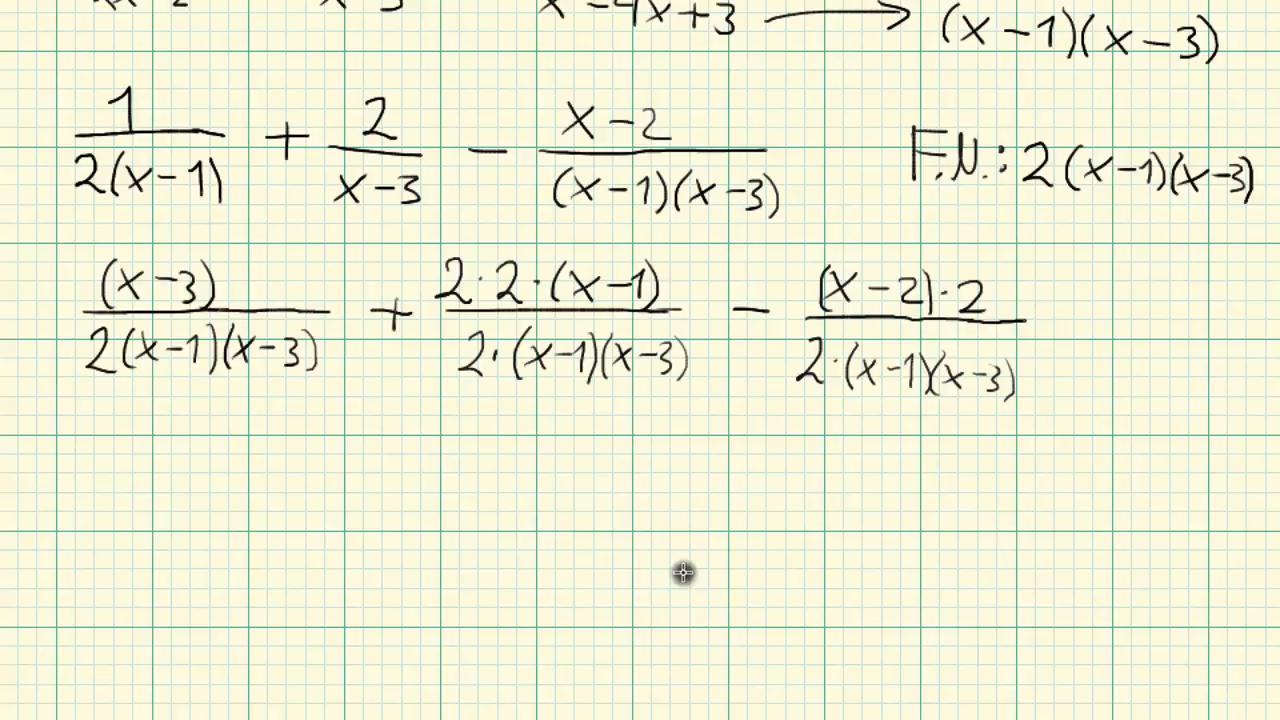 x²-4x+3 → (x-1)(x-3)
1/2(x-1) + 2/x-3 - x-2/(x-1)(x-3) F.N.: 2(x-1)(x-3)
(x-3)/2(x-1)(x-3) + 2·2·(x-1)/2·(x-1)(x-3) - (x-2)·2/2·(x-1)(x-3)